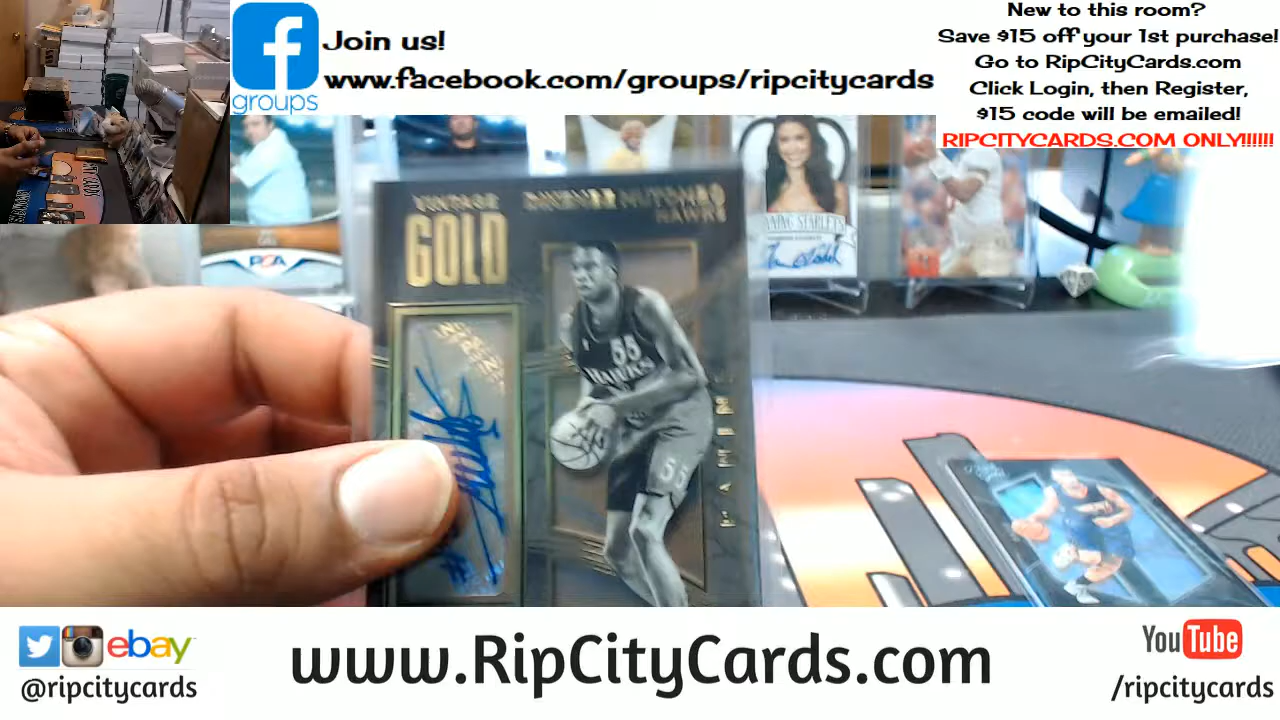 Join us!
www.facebook.com/groups/ripcitycards
groups
New to this room?
Save $15 off your 1st purchase!
Go to RipCityCards.com
Click Login, then Register,
$15 code will be emailed!
RIPCITYCARDS.COM ONLY!!!!!!
VINTAGE
GOLD
DIKEMBE MUTOMBO
HAWKS
55
HAWKS
55
PSA
ebay
@ripcitycards
www.RipCityCards.com
YouTube
/ripcitycards